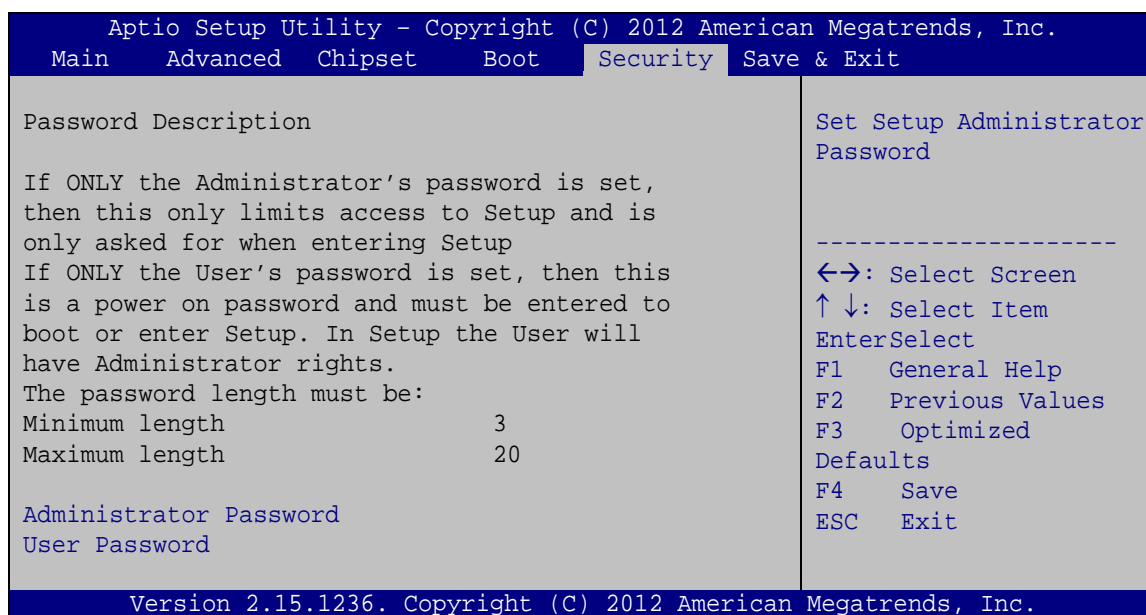 Aptio Setup Utility – Copyright (C) 2012 American Megatrends, Inc.
Main Advanced Chipset Boot Security Save & Exit
Password Description
If ONLY the Administrator’s password is set,
then this only limits access to Setup and is
only asked for when entering Setup
If ONLY the User’s password is set, then this
is a power on password and must be entered to
boot or enter Setup. In Setup the User will
have Administrator rights.
The password length must be:
Minimum length 3
Maximum length 20
Administrator Password
User Password
Set Setup Administrator
Password
---------------------
←→: Select Screen
↑ ↓: Select Item
EnterSelect
F1 General Help
F2 Previous Values
F3 Optimized
Defaults
F4 Save
ESC Exit
Version 2.15.1236. Copyright (C) 2012 American Megatrends, Inc.